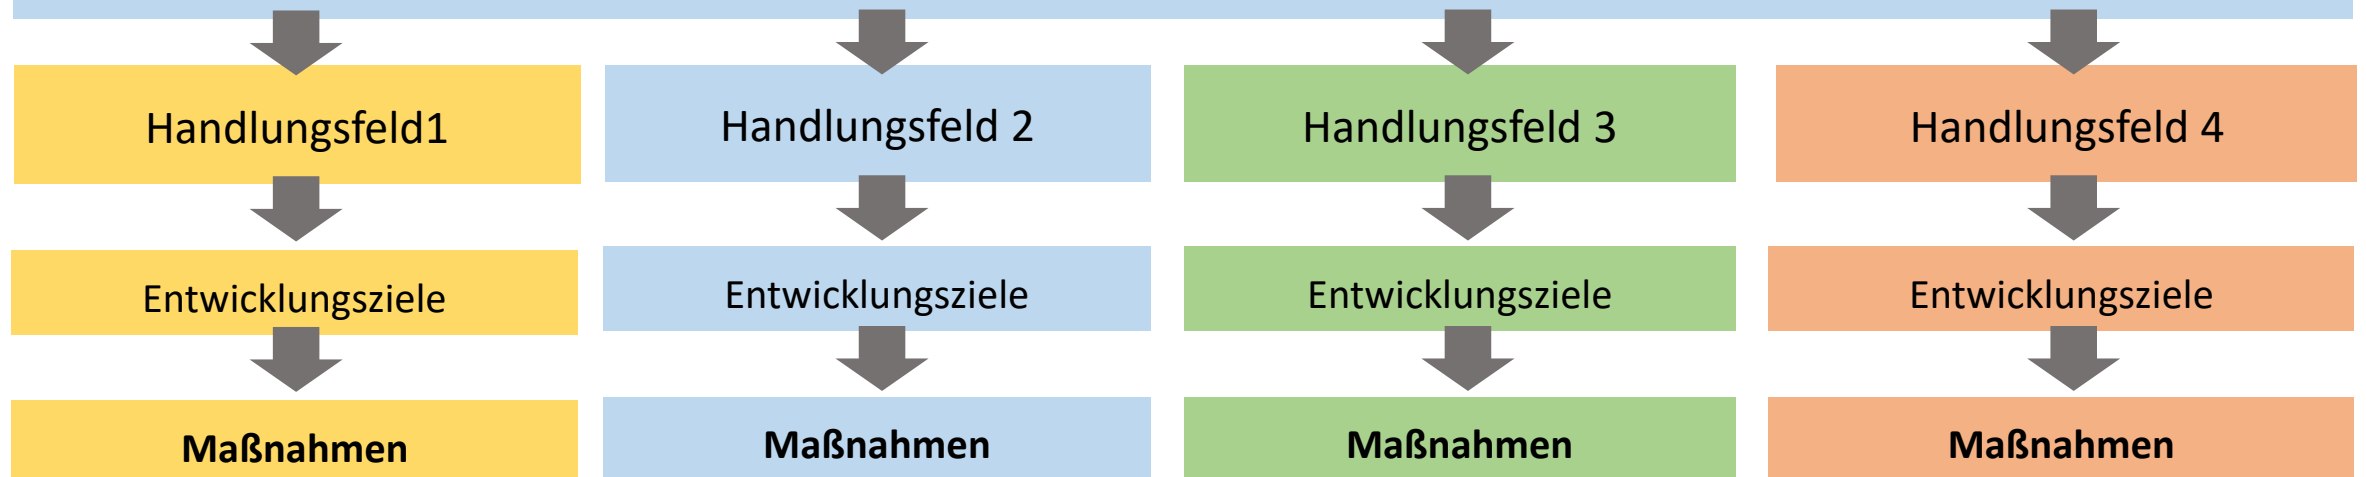 Handlungsfeld1
Handlungsfeld 2
Handlungsfeld 3
Handlungsfeld 4
Entwicklungsziele
Entwicklungsziele
Entwicklungsziele
Entwicklungsziele
Maßnahmen
Maßnahmen
Maßnahmen
Maßnahmen